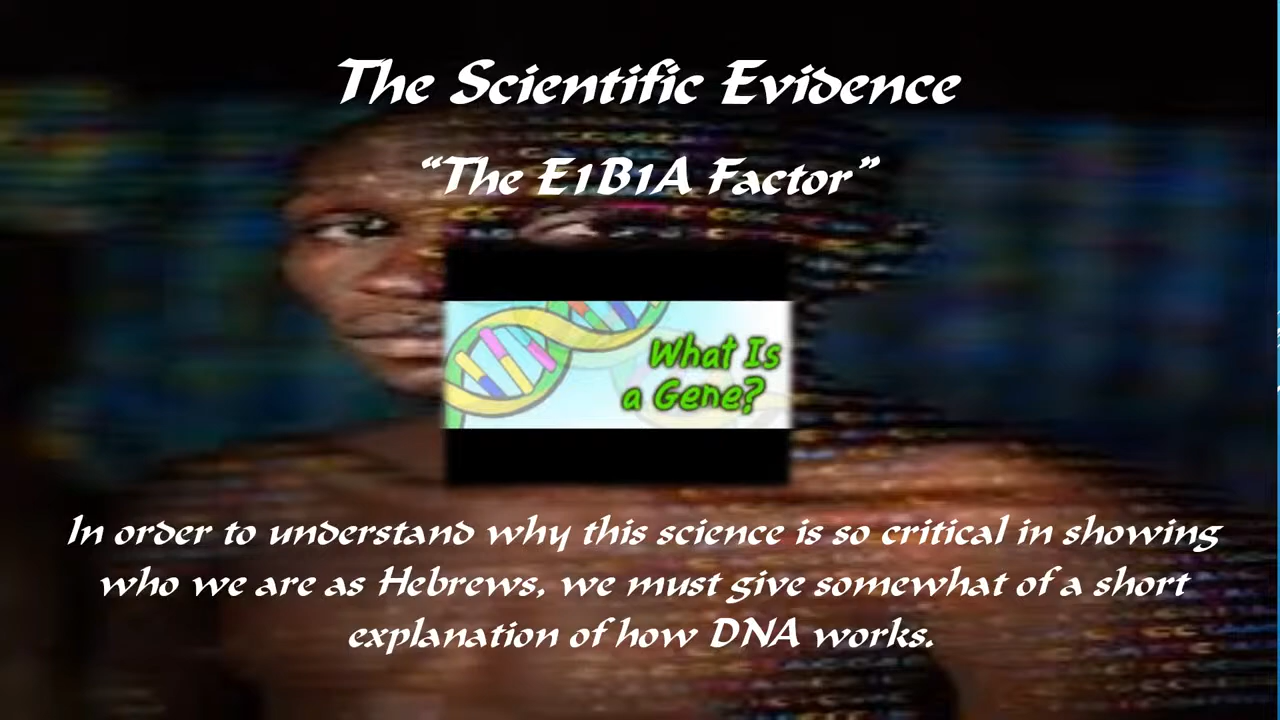 The Scientific Evidence
“The E1B1A Factor”
What Is
a Gene?
In order to understand why this science is so critical in showing
who we are as Hebrews, we must give somewhat of a short
explanation of how DNA works.